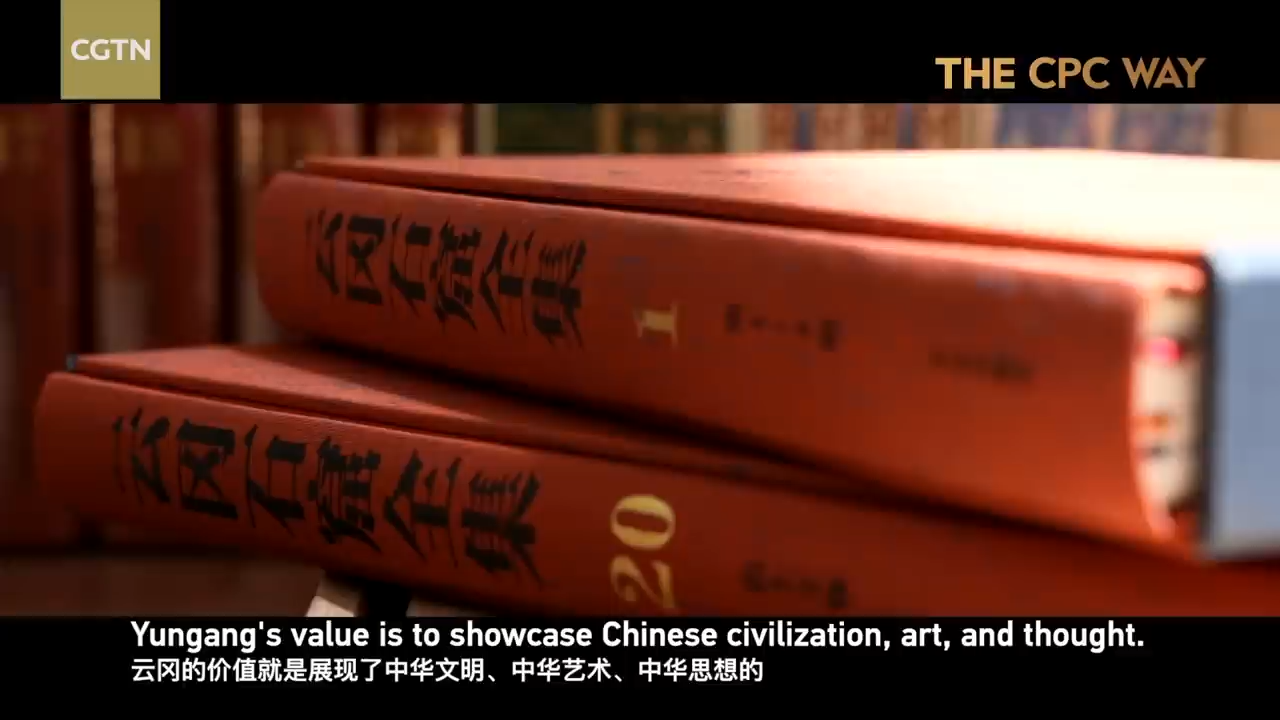 CGTN
THE CPC WAY
云冈石窟全集
1
云冈石窟全集
20
Yungang's value is to showcase Chinese civilization, art, and thought.
云冈的价值就是展现了中华文明、中华艺术、中华思想的